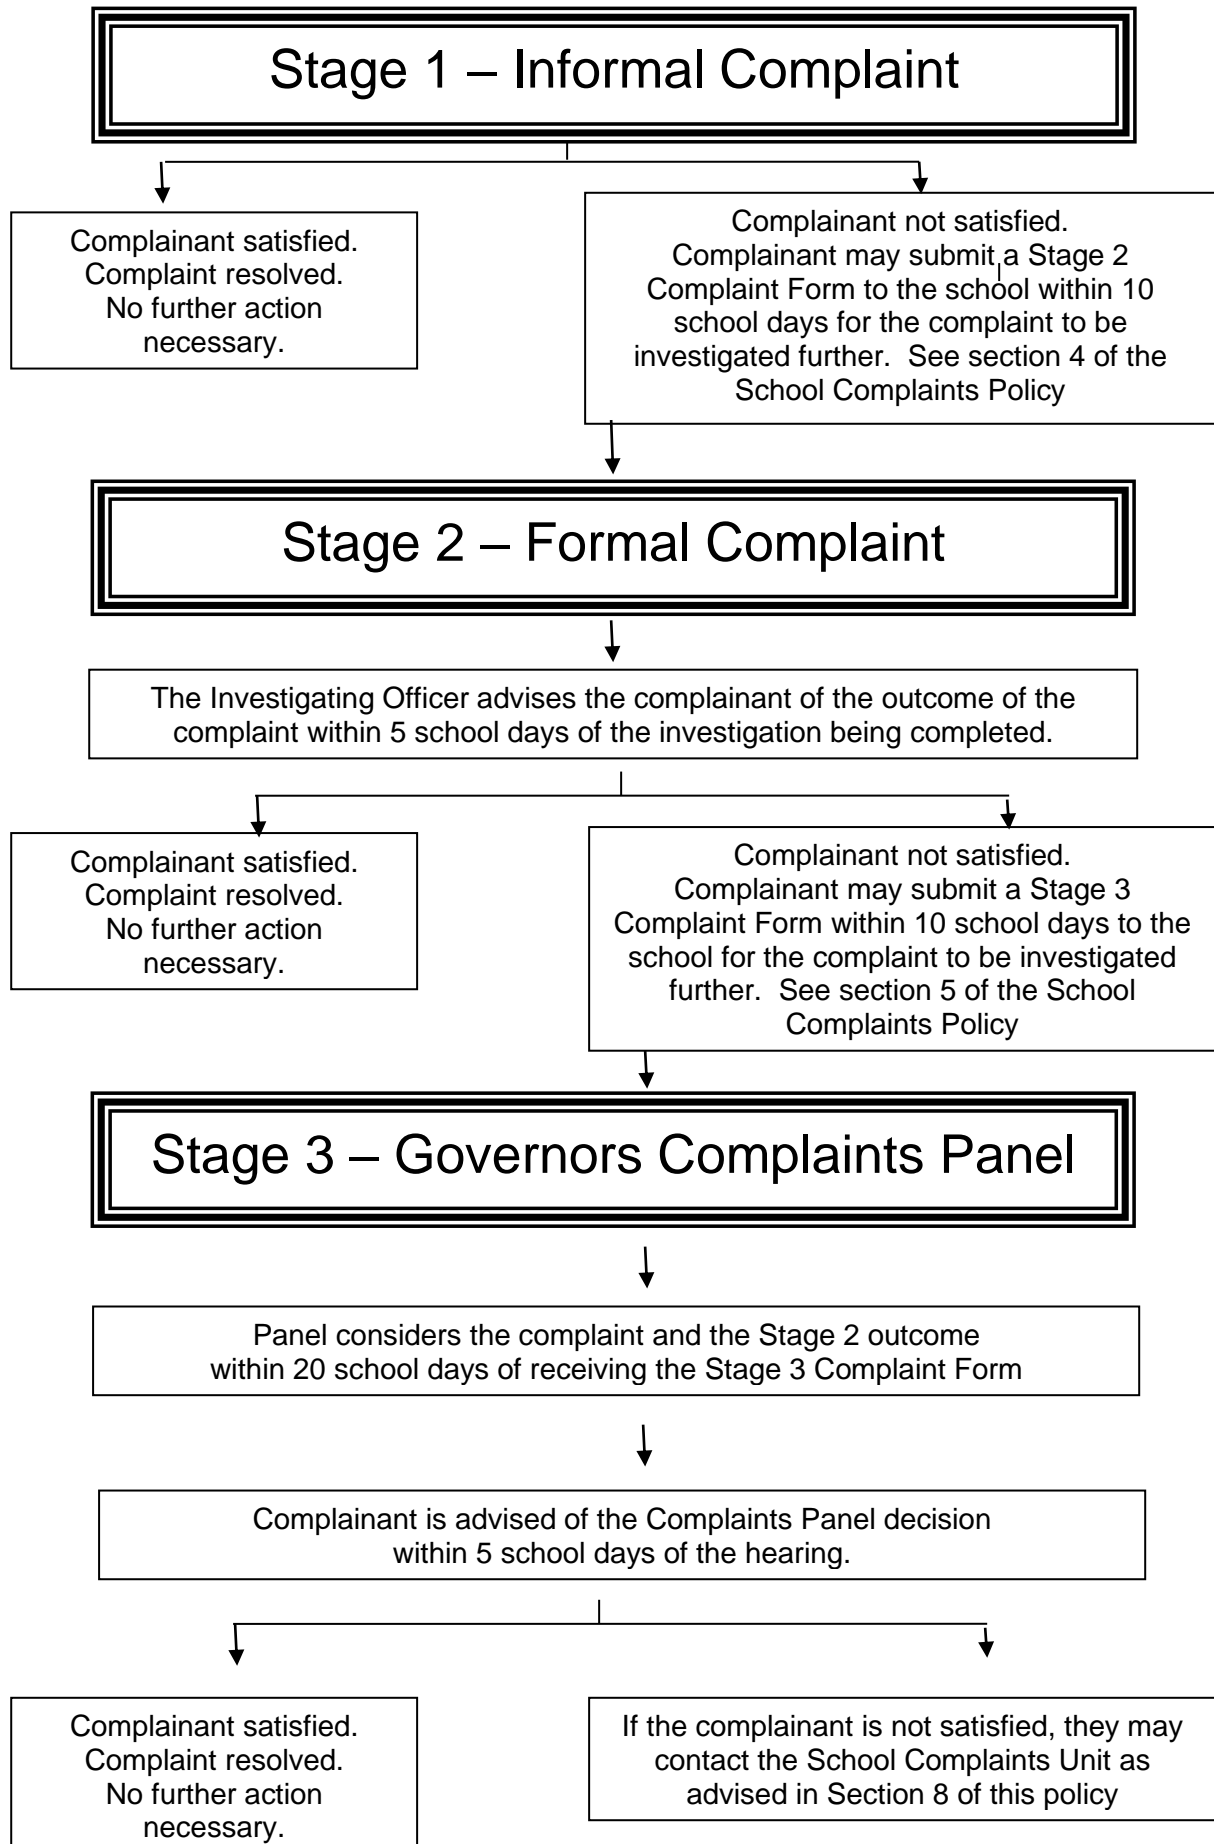 Stage 1 – Informal Complaint
Complainant satisfied.
Complaint resolved.
No further action
necessary.
Complainant not satisfied.
Complainant may submit a Stage 2
Complaint Form to the school within 10
school days for the complaint to be
investigated further.  See section 4 of the
School Complaints Policy
Stage 2 – Formal Complaint
The Investigating Officer advises the complainant of the outcome of the
complaint within 5 school days of the investigation being completed.
Complainant satisfied.
Complaint resolved.
No further action
necessary.
Complainant not satisfied.
Complainant may submit a Stage 3
Complaint Form within 10 school days to the
school for the complaint to be investigated
further.  See section 5 of the School
Complaints Policy
Stage 3 – Governors Complaints Panel
Panel considers the complaint and the Stage 2 outcome
within 20 school days of receiving the Stage 3 Complaint Form
Complainant is advised of the Complaints Panel decision
within 5 school days of the hearing.
Complainant satisfied.
Complaint resolved.
No further action
necessary.
If the complainant is not satisfied, they may
contact the School Complaints Unit as
advised in Section 8 of this policy